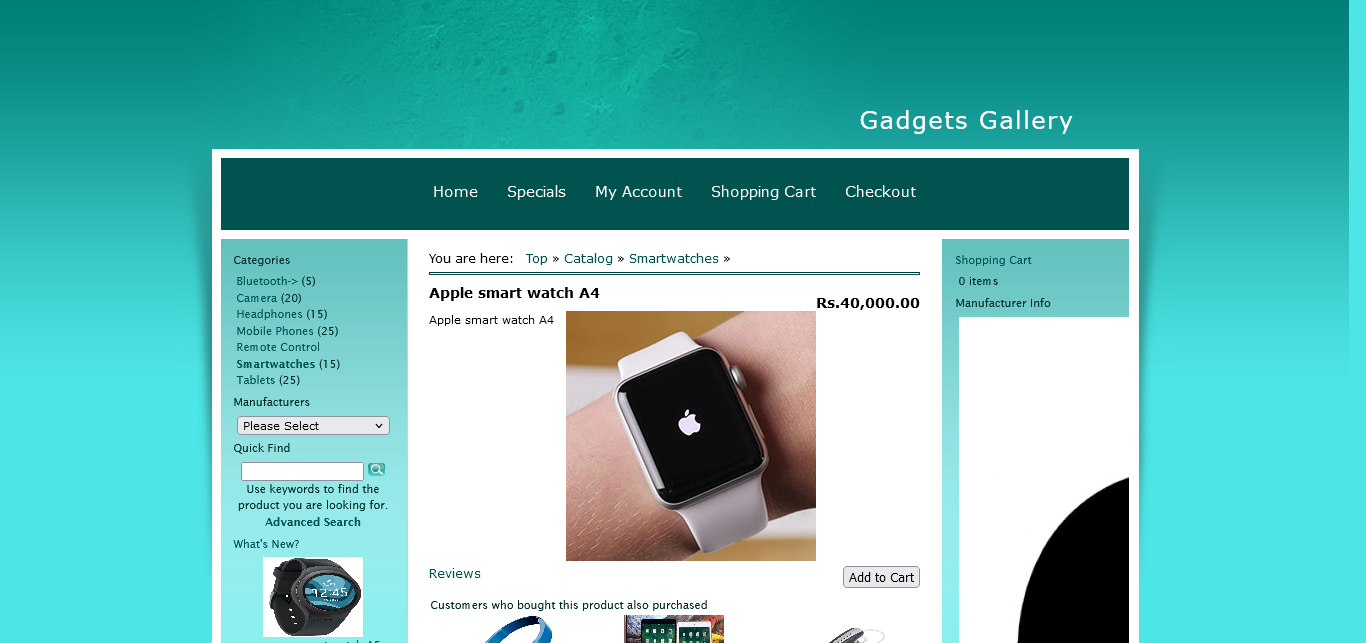 Gadgets Gallery
Home Specials My Account Shopping Cart Checkout
Categories
Bluetooth-> (5)
Camera (20)
Headphones (15)
Mobile Phones (25)
Remote Control
Smartwatches (15)
Tablets (25)
Manufacturers
Please Select
Quick Find
Use keywords to find the
product you are looking for.
Advanced Search
What's New?
You are here: Top » Catalog » Smartwatches »
Apple smart watch A4
Rs.40,000.00
Apple smart watch A4
Reviews
Add to Cart
Customers who bought this product also purchased
Shopping Cart
0 items
Manufacturer Info
12:45